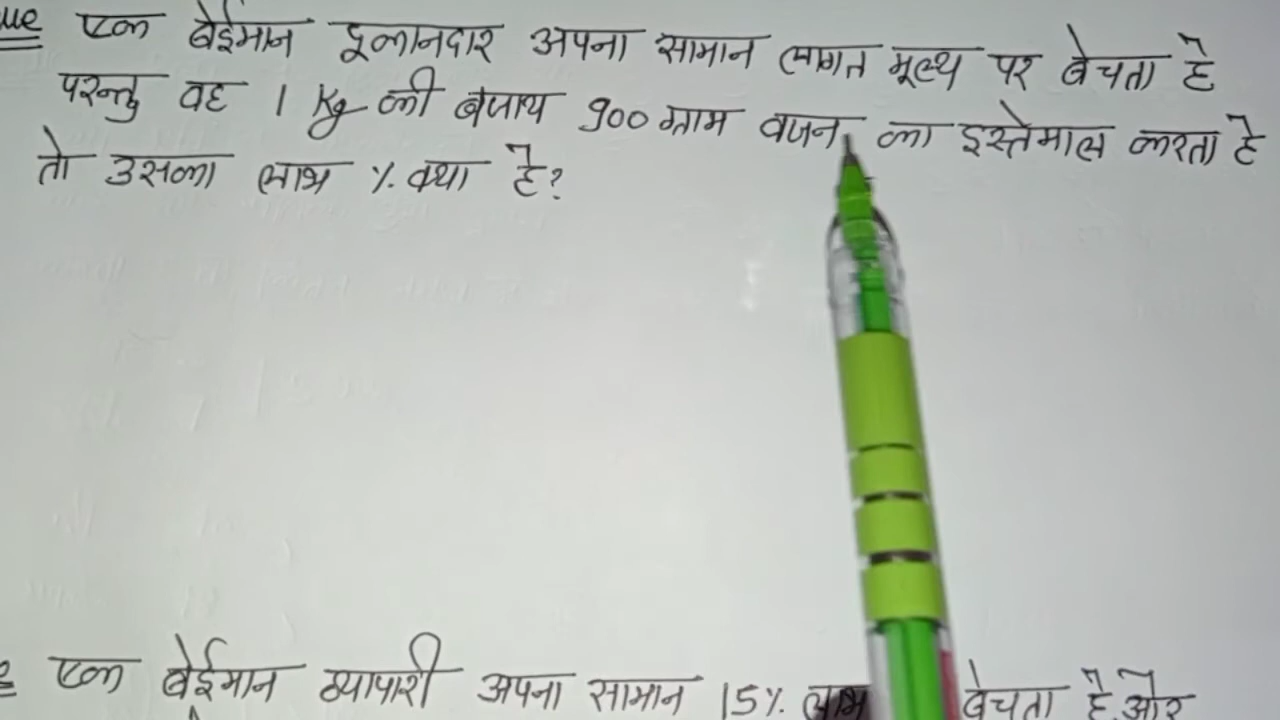 ue एक बेईमान दूकानदार अपना सामान लागत मूल्य पर बेचता है
परन्तु वह 1 Kg की बजाय 900 ग्राम वजन का इस्तेमाल करता है
तो उसका लाभ % क्या है?
एक बेईमान व्यापारी अपना सामान 15% लाभ बेचता है और